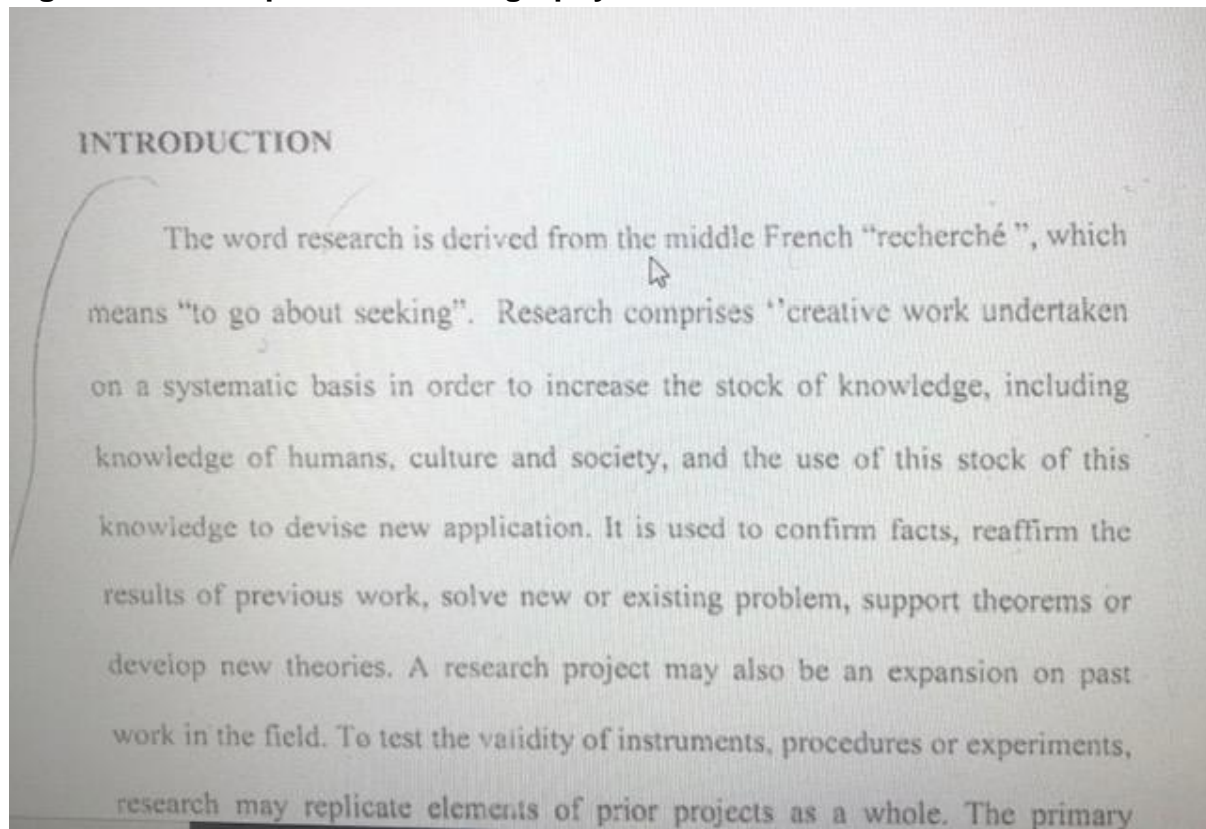 INTRODUCTION
The word research is derived from the middle French “recherché ”, which
means “to go about seeking”. Research comprises ‘’creative work undertaken
on a systematic basis in order to increase the stock of knowledge, including
knowledge of humans, culture and society, and the use of this stock of this
knowledge to devise new application. It is used to confirm facts, reaffirm the
results of previous work, solve new or existing problem, support theorems or
develop new theories. A research project may also be an expansion on past
work in the field. To test the validity of instruments, procedures or experiments,
research may replicate elements of prior projects as a whole. The primary